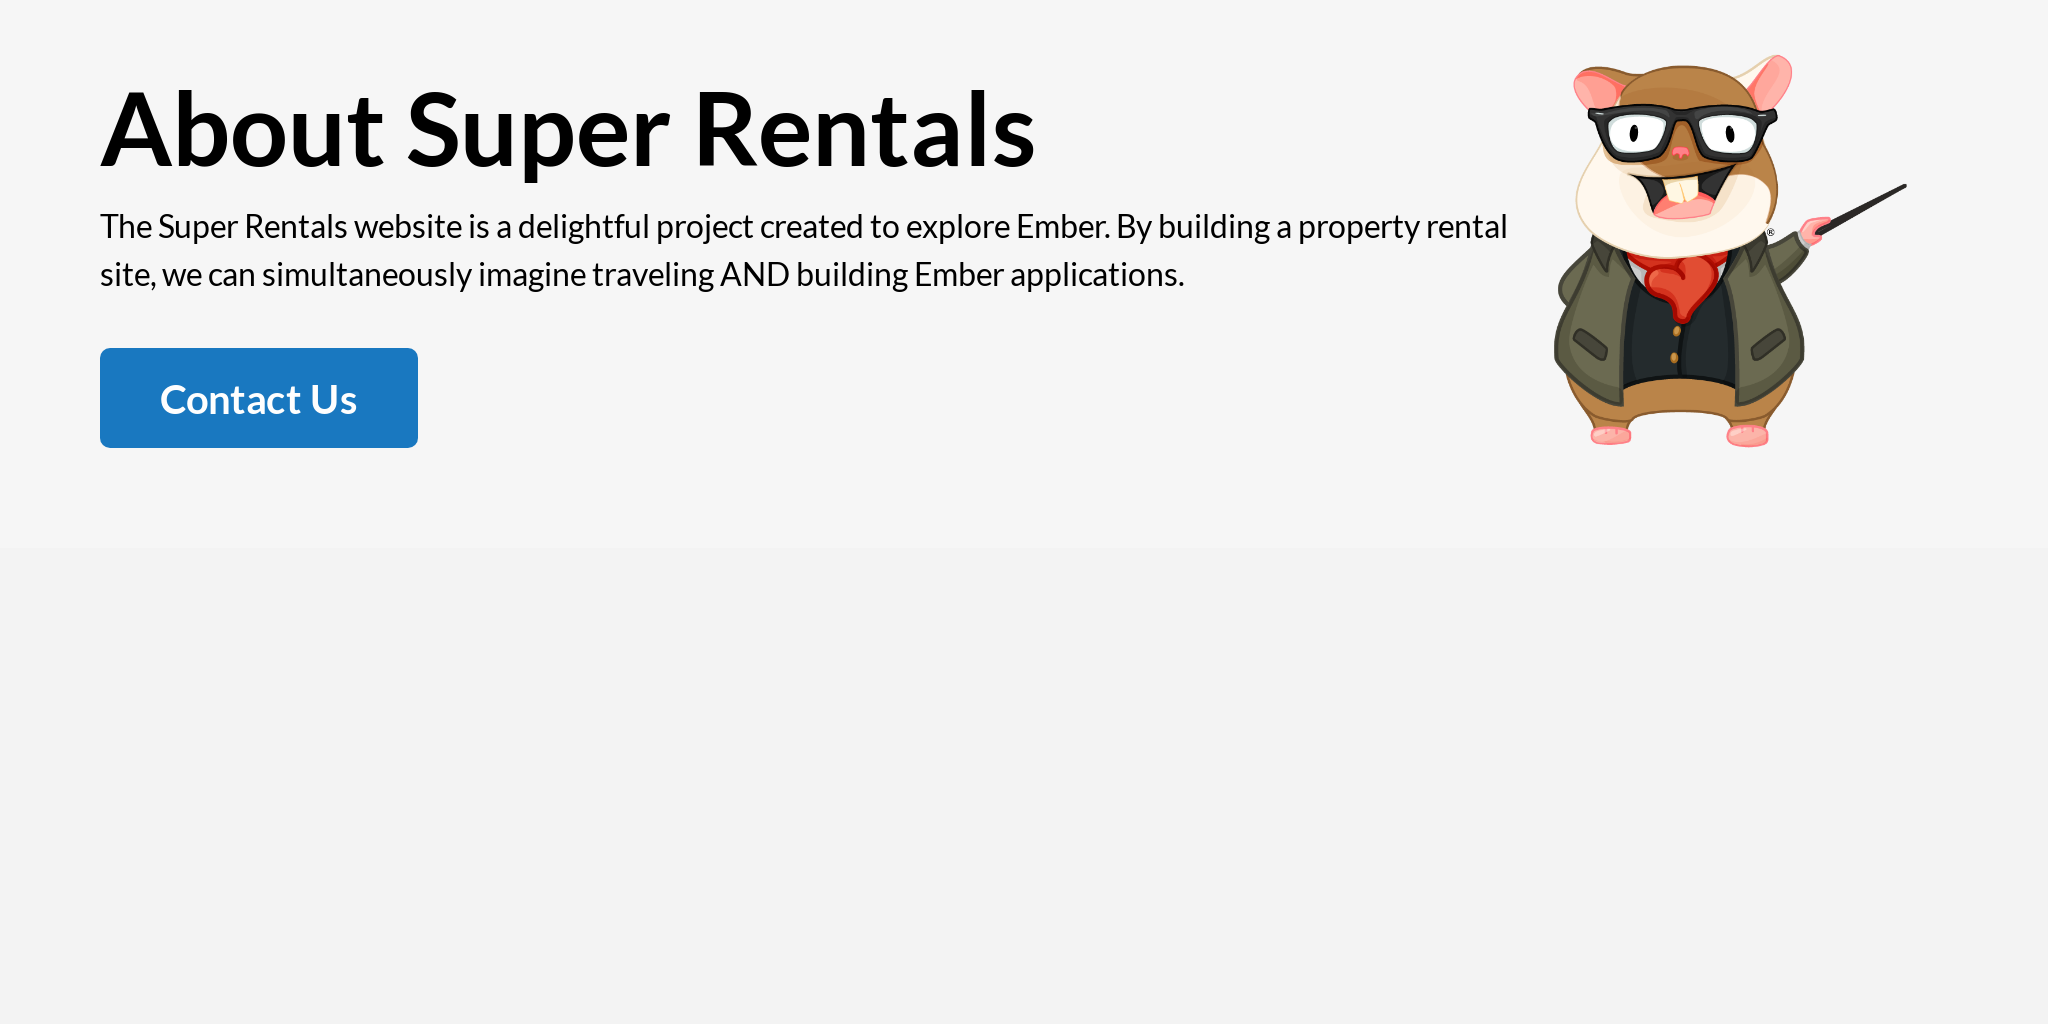 About Super Rentals
The Super Rentals website is a delightful project created to explore Ember. By building a property rental
site, we can simultaneously imagine traveling AND building Ember applications.
Contact Us
®